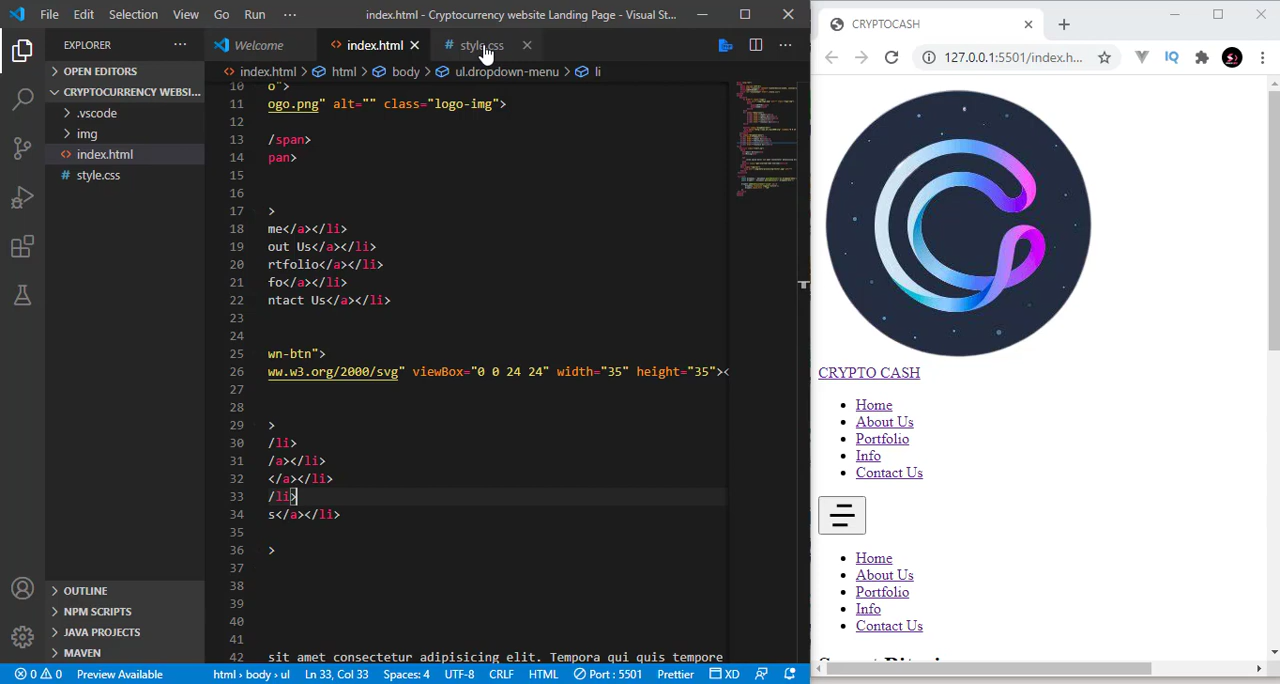 File Edit Selection View Go Run ··· index.html - Cryptocurrency website Landing Page - Visual St...
EXPLORER ···
OPEN EDITORS
CRYPTOCURRENCY WEBSI...
.vscode
img
<> index.html
# style.css
OUTLINE
NPM SCRIPTS
JAVA PROJECTS
MAVEN
Welcome <> index.html # style.css ···
<> index.html > html > body > ul.dropdown-menu > li
10 o">
11 ogo.png" alt="" class="logo-img">
12
13 /span>
14 pan>
15
16
17 >
18 me</a></li>
19 out Us</a></li>
20 rtfolio</a></li>
21 fo</a></li>
22 ntact Us</a></li>
23
24
25 wn-btn">
26 ww.w3.org/2000/svg" viewBox="0 0 24 24" width="35" height="35"><
27
28
29 >
30 /li>
31 /a></li>
32 </a></li>
33 /li>
34 s</a></li>
35
36 >
37
38
39
40
41
42 sit amet consectetur adipisicing elit. Tempora qui quis tempore
0 0 Preview Available html > body > ul Ln 33, Col 33 Spaces: 4 UTF-8 CRLF HTML Port : 5501 Prettier XD
CRYPTOCASH
127.0.0.1:5501/index.h...
IQ
CRYPTO CASH
Home
About Us
Portfolio
Info
Contact Us
Home
About Us
Portfolio
Info
Contact Us